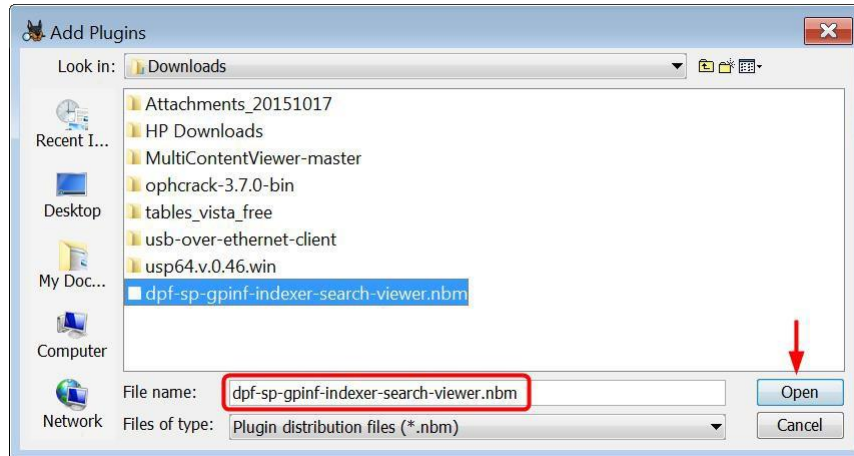 Add Plugins
Look in: Downloads
Recent I...
Desktop
My Doc...
Computer
Network
Attachments_20151017
HP Downloads
MultiContentViewer-master
ophcrack-3.7.0-bin
tables_vista_free
usb-over-ethernet-client
usp64.v.0.46.win
dpf-sp-gpinf-indexer-search-viewer.nbm
File name: dpf-sp-gpinf-indexer-search-viewer.nbm Open
Files of type: Plugin distribution files (*.nbm) Cancel